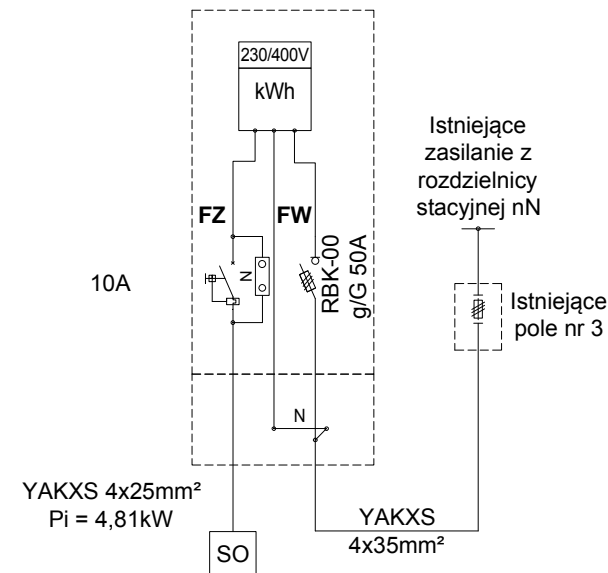 230/400V
kWh
Istniejące
zasilanie z
rozdzielnicy
stacyjnej nN
FZ
FW
N
RBK-00
g/G 50A
10A
Istniejące
pole nr 3
N
YAKXS 4x25mm²
Pi = 4,81kW
YAKXS
4x35mm²
SO